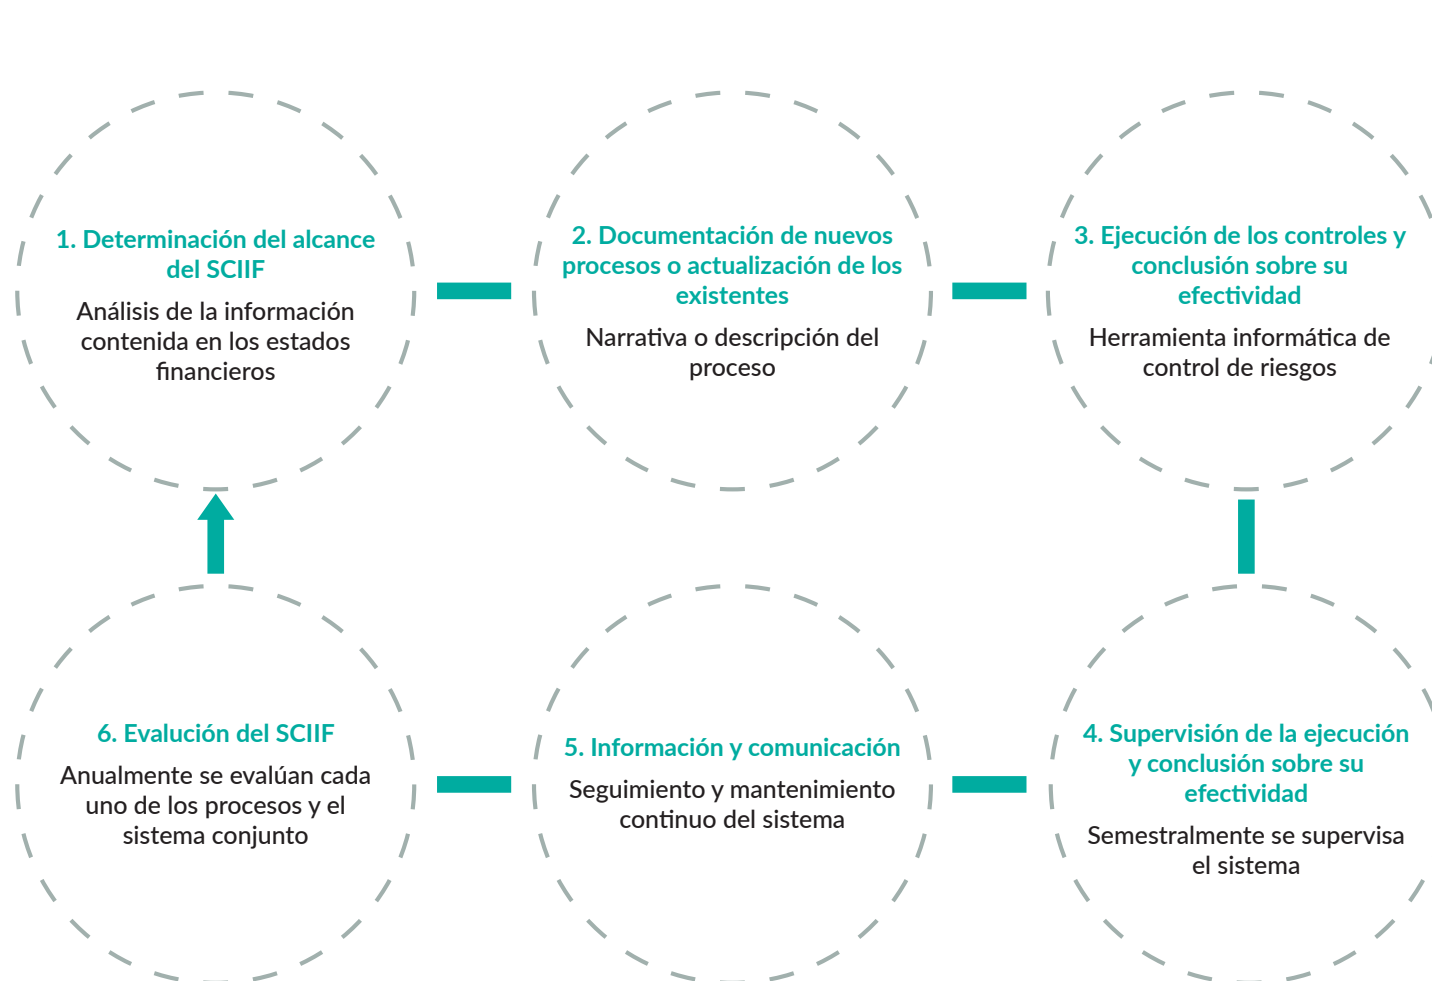 1. Determinación del alcance
del SCIIF
Análisis de la información
contenida en los estados
financieros
2. Documentación de nuevos
procesos o actualización de los
existentes
Narrativa o descripción del
proceso
3. Ejecución de los controles y
conclusión sobre su
efectividad
Herramienta informática de
control de riesgos
4. Supervisión de la ejecución
y conclusión sobre su
efectividad
Semestralmente se supervisa
el sistema
5. Información y comunicación
Seguimiento y mantenimiento
continuo del sistema
6. Evalución del SCIIF
Anualmente se evalúan cada
uno de los procesos y el
sistema conjunto